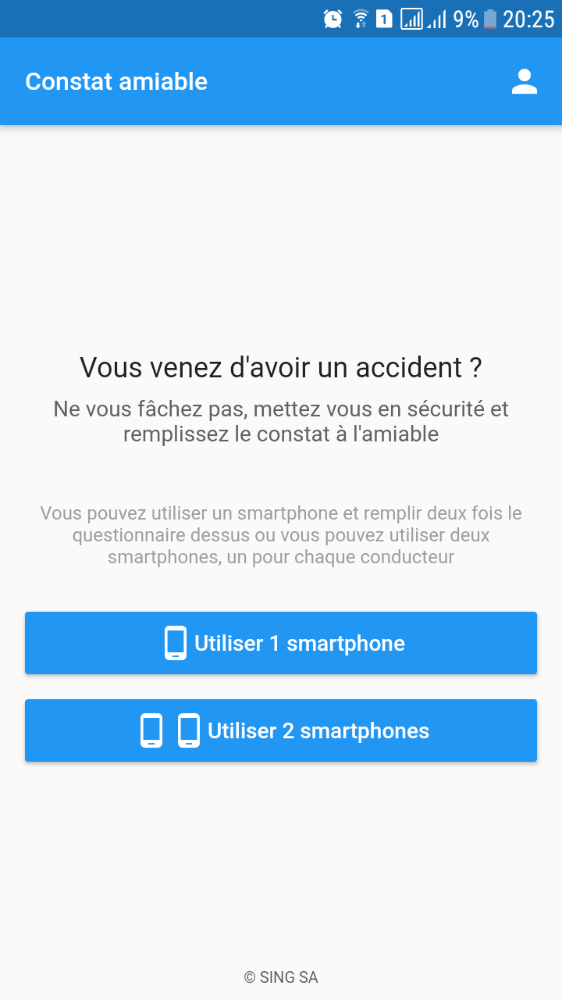 1 9% 20:25
Constat amiable
Vous venez d'avoir un accident ?
Ne vous fâchez pas, mettez vous en sécurité et
remplissez le constat à l'amiable
Vous pouvez utiliser un smartphone et remplir deux fois le
questionnaire dessus ou vous pouvez utiliser deux
smartphones, un pour chaque conducteur
Utiliser 1 smartphone
Utiliser 2 smartphones
© SING SA